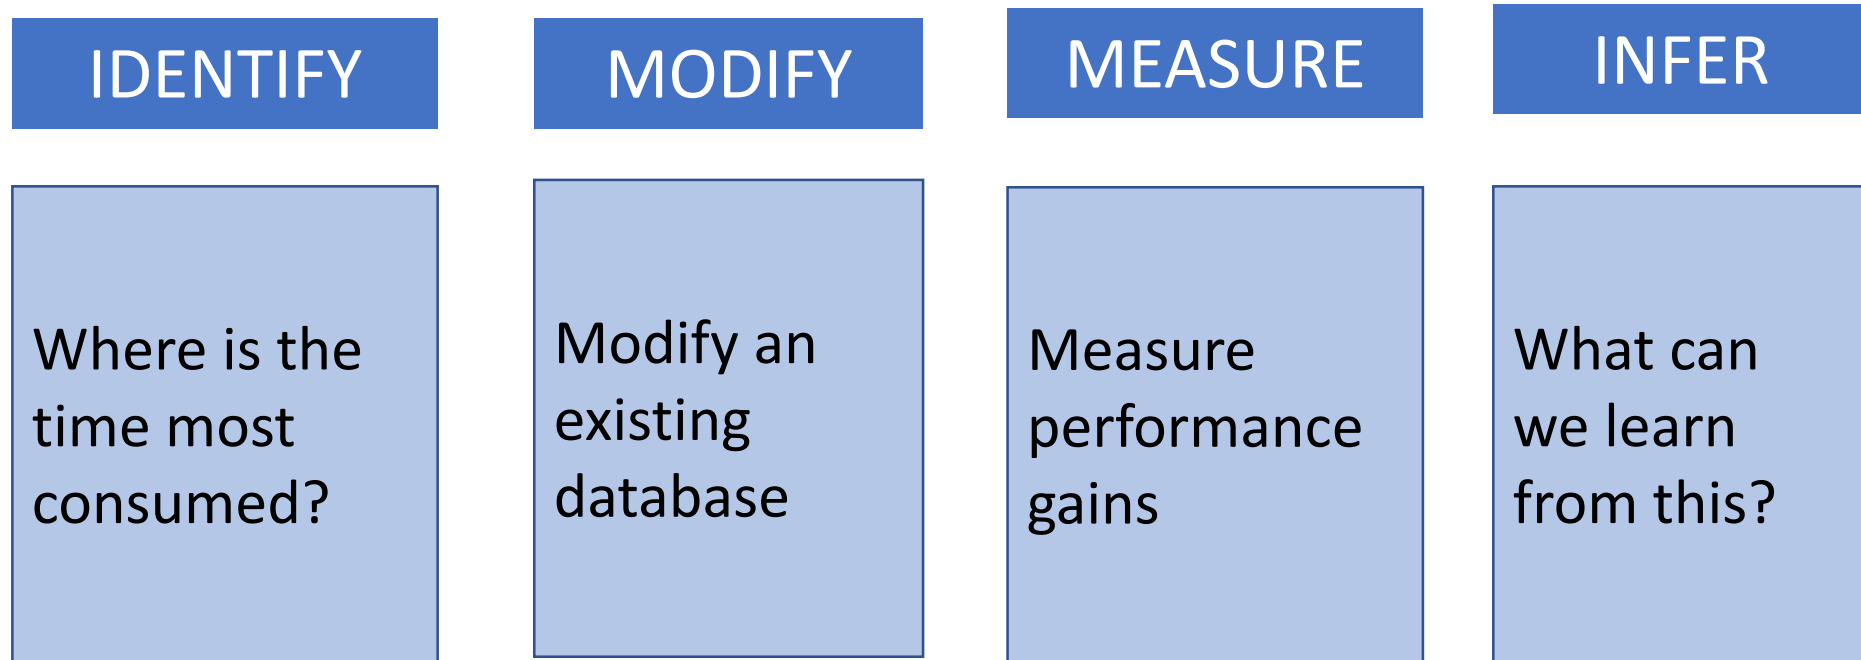 IDENTIFY
Where is the
time most
consumed?
MODIFY
Modify an
existing
database
MEASURE
Measure
performance
gains
INFER
What can
we learn
from this?